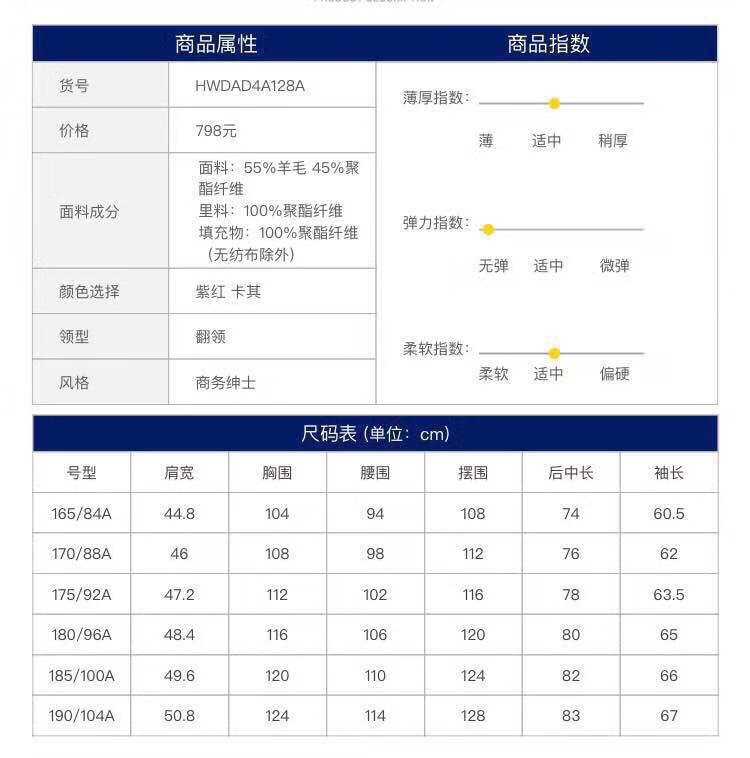 商品属性
商品指数
货号
HWDAD4A128A
价格
798元
面料成分
面料：55%羊毛 45%聚
酯纤维
里料：100%聚酯纤维
填充物：100%聚酯纤维
（无纺布除外）
颜色选择
紫红 卡其
领型
翻领
风格
商务绅士
薄厚指数：
薄 适中 稍厚
弹力指数：
无弹 适中 微弹
柔软指数：
柔软 适中 偏硬
尺码表 (单位：cm)
号型 肩宽 胸围 腰围 摆围 后中长 袖长
165/84A 44.8 104 94 108 74 60.5
170/88A 46 108 98 112 76 62
175/92A 47.2 112 102 116 78 63.5
180/96A 48.4 116 106 120 80 65
185/100A 49.6 120 110 124 82 66
190/104A 50.8 124 114 128 83 67